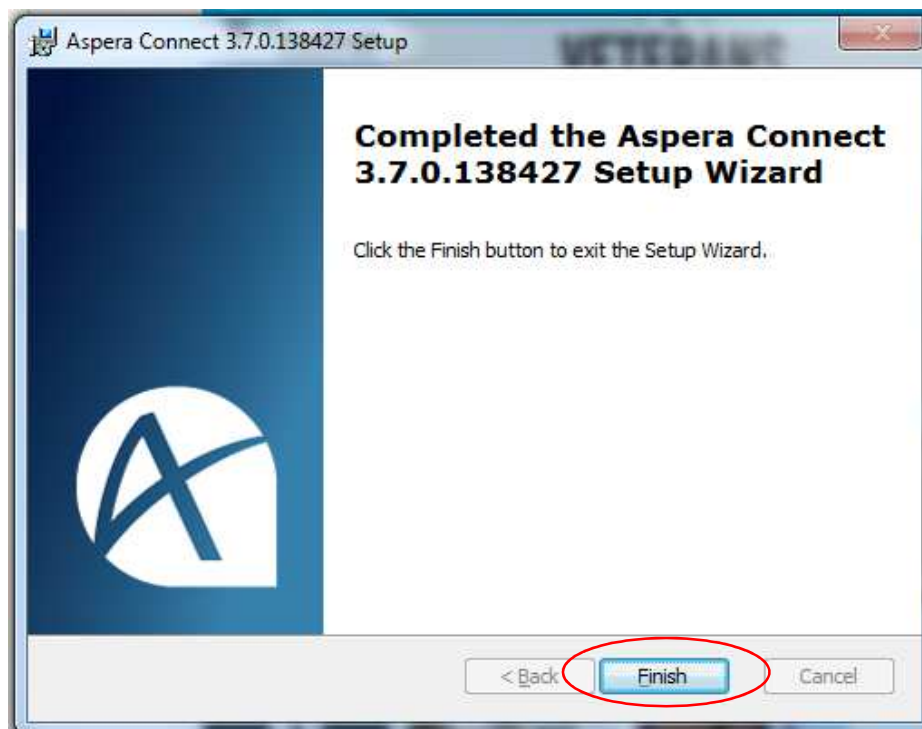 Aspera Connect 3.7.0.138427 Setup
VETERANS
Completed the Aspera Connect
3.7.0.138427 Setup Wizard
Click the Finish button to exit the Setup Wizard.
< Back
Finish
Cancel